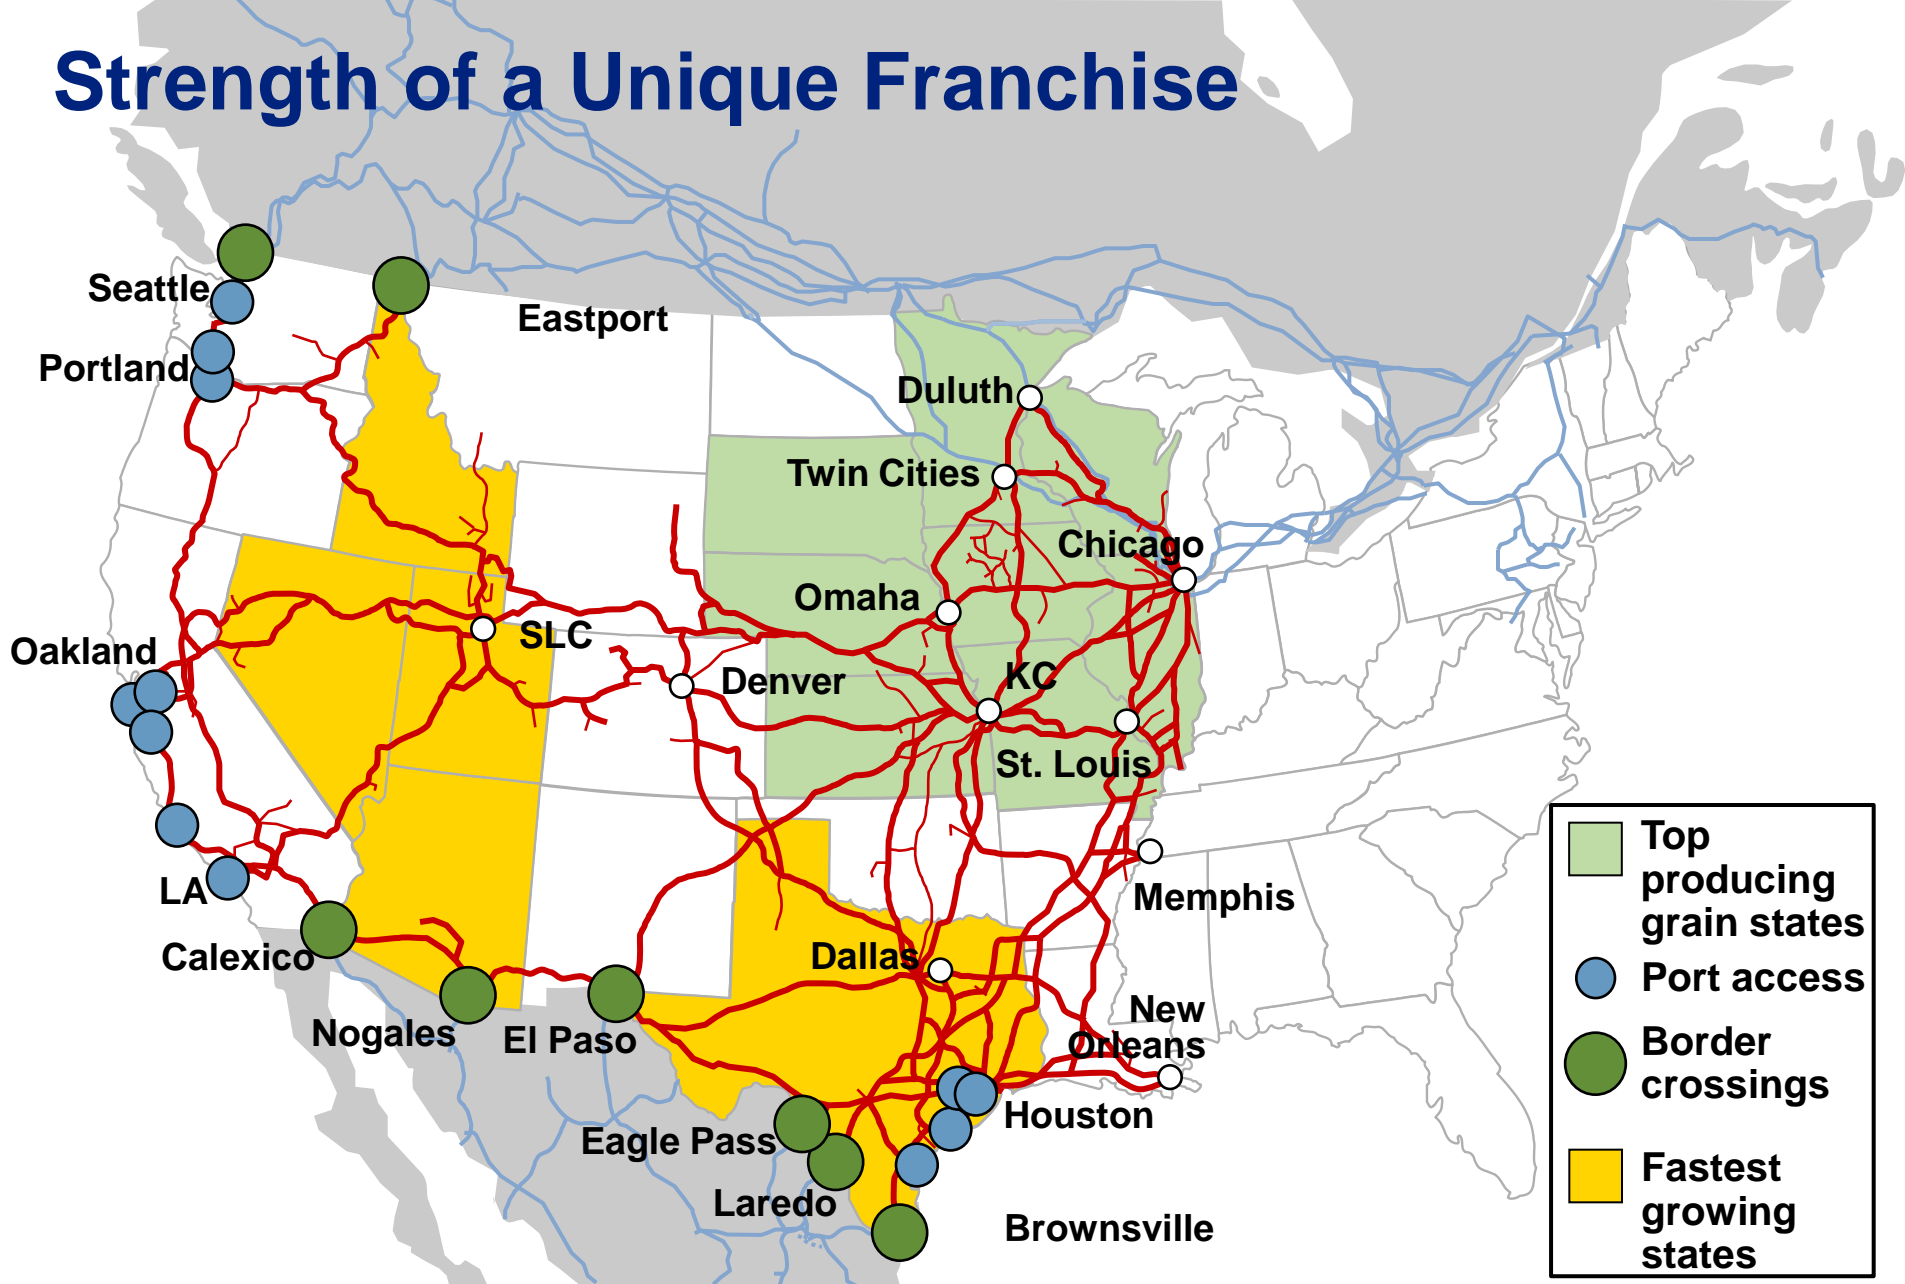 Strength of a Unique Franchise
Seattle
Eastport
Portland
Duluth
Twin Cities
Chicago
Omaha
SLC
Oakland
KC
Denver
St. Louis
LA
Memphis
Calexico
Dallas
New
Orleans
Nogales
El Paso
Houston
Eagle Pass
Laredo
Brownsville
Top
producing
grain states
Port access
Border
crossings
Fastest
growing
states